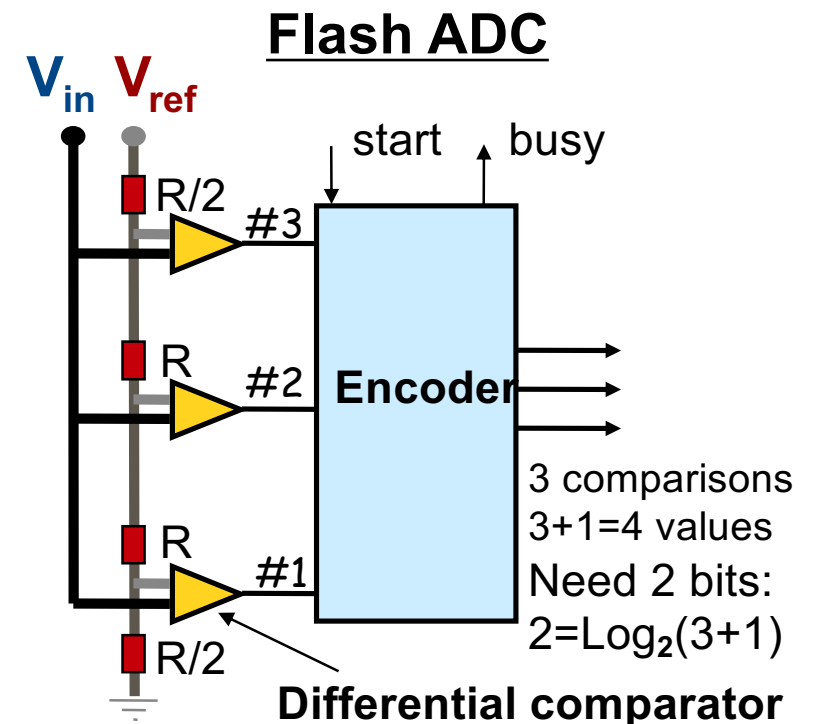 Flash ADC
Vin Vref
start busy
R/2
#3
R
#2
Encoder
3 comparisons
3+1=4 values
R
#1
Need 2 bits:
2=Log₂(3+1)
R/2
Differential comparator